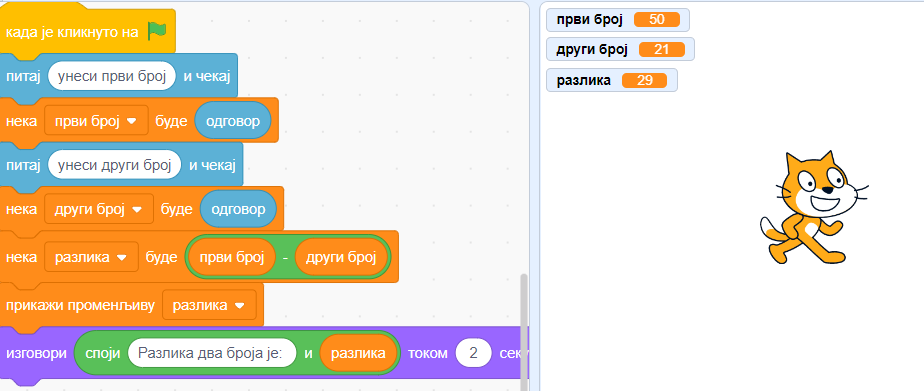 када је кликнуто на
питај унеси први број и чекај
нека први број буде одговор
питај унеси други број и чекај
нека други број буде одговор
нека разлика буде први број - други број
прикажи променљиву разлика
изговори споји Разлика два броја је: и разлика током 2
први број 50
други број 21
разлика 29